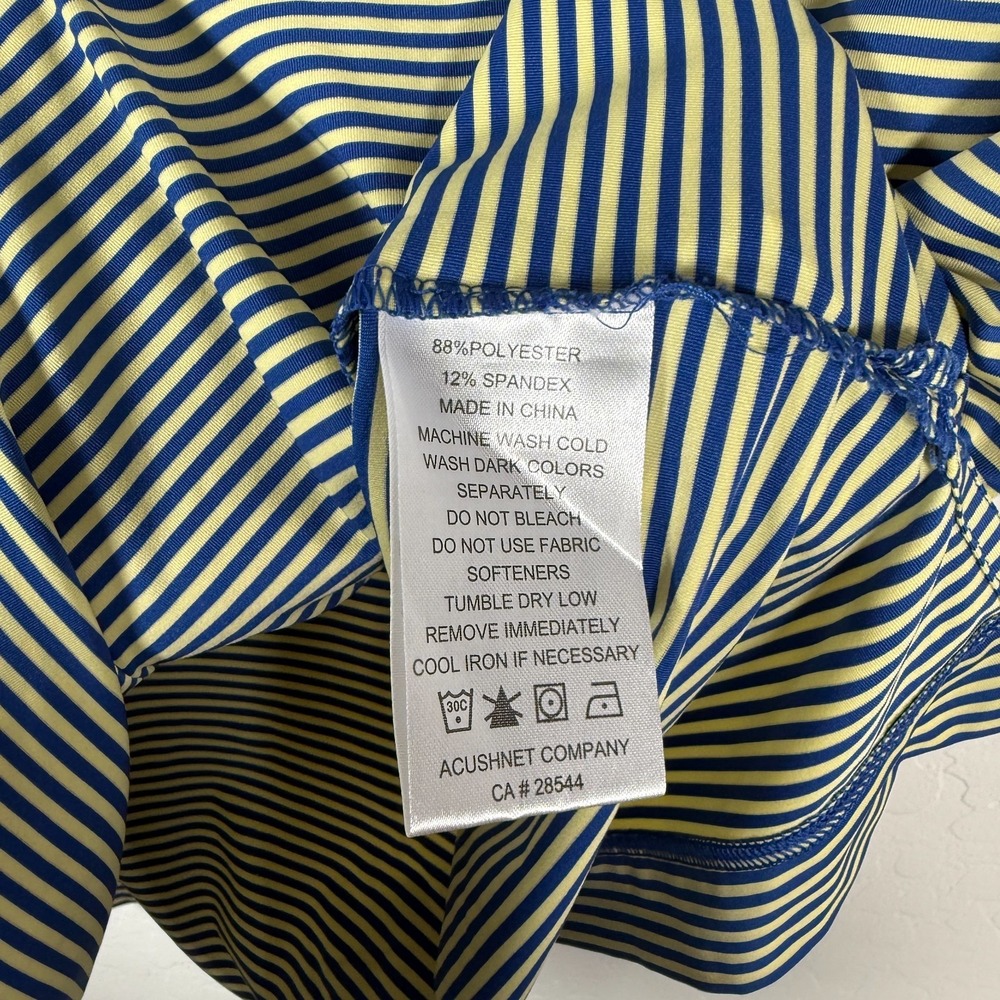 88%POLYESTER
12% SPANDEX
MADE IN CHINA
MACHINE WASH COLD
WASH DARK COLORS
SEPARATELY
DO NOT BLEACH
DO NOT USE FABRIC
SOFTENERS
TUMBLE DRY LOW
REMOVE IMMEDIATELY
COOL IRON IF NECESSARY
30C
ACUSHNET COMPANY
CA # 28544